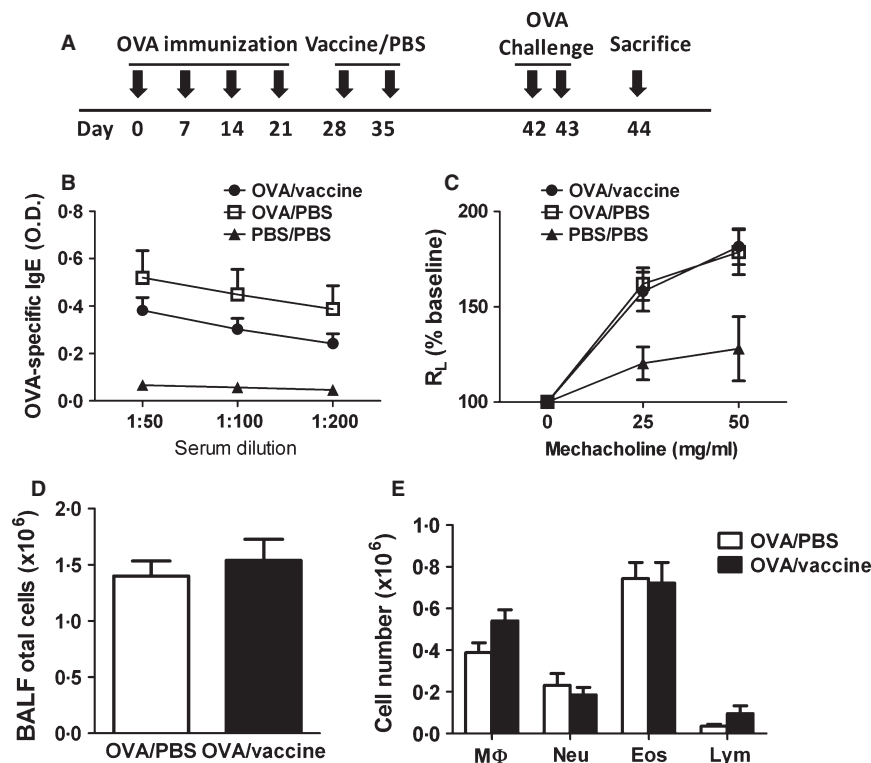 A
OVA immunization Vaccine/PBS OVA Challenge Sacrifice
Day 0 7 14 21 28 35 42 43 44
B
OVA/vaccine
OVA/PBS
PBS/PBS
OVA-specific IgE (O.D.)
0·8
0·6
0·4
0·2
0·0
1:50 1:100 1:200
Serum dilution
C
OVA/vaccine
OVA/PBS
PBS/PBS
RL (% baseline)
200
150
100
0 25 50
Mechacholine (mg/ml)
D
BALF otal cells (x10⁶)
2·0
1·5
1·0
0·5
0·0
OVA/PBS OVA/vaccine
E
OVA/PBS
OVA/vaccine
Cell number (x10⁶)
1·0
0·8
0·6
0·4
0·2
0·0
MΦ Neu Eos Lym